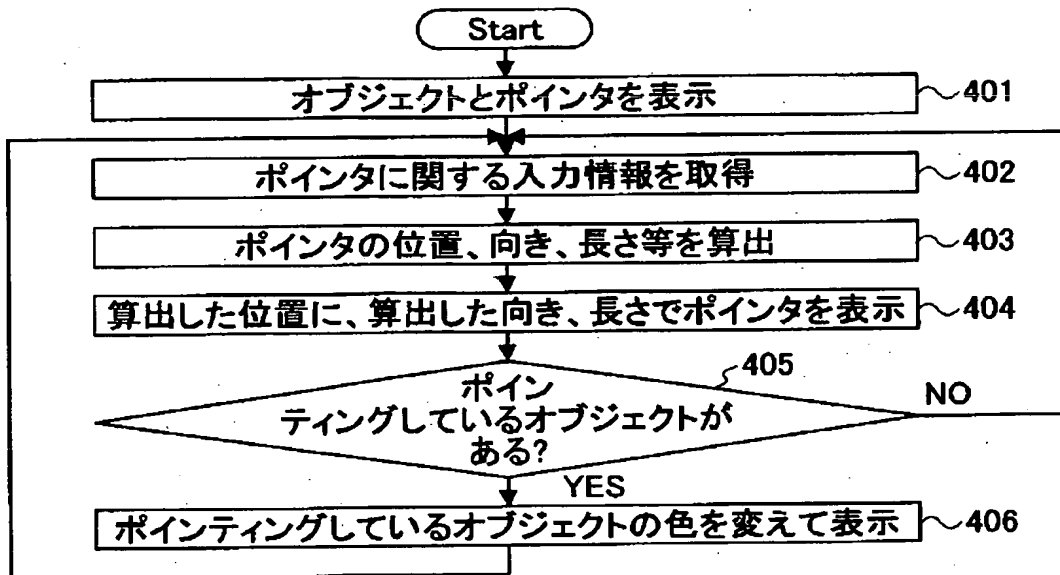 Start
オブジェクトとポインタを表示
401
ポインタに関する入力情報を取得
402
ポインタの位置、向き、長さ等を算出
403
算出した位置に、算出した向き、長さでポインタを表示
404
405
ポイン
ティングしているオブジェクトが
ある?
NO
YES
ポインティングしているオブジェクトの色を変えて表示
406